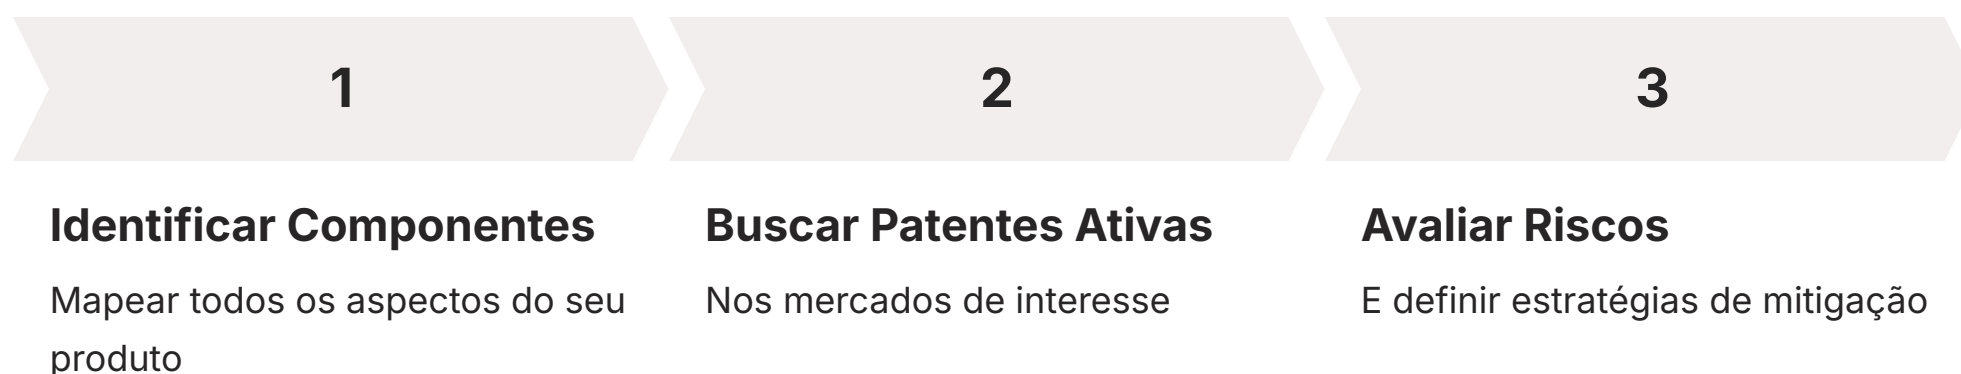 1
Identificar Componentes
Mapear todos os aspectos do seu
produto
2
Buscar Patentes Ativas
Nos mercados de interesse
3
Avaliar Riscos
E definir estratégias de mitigação